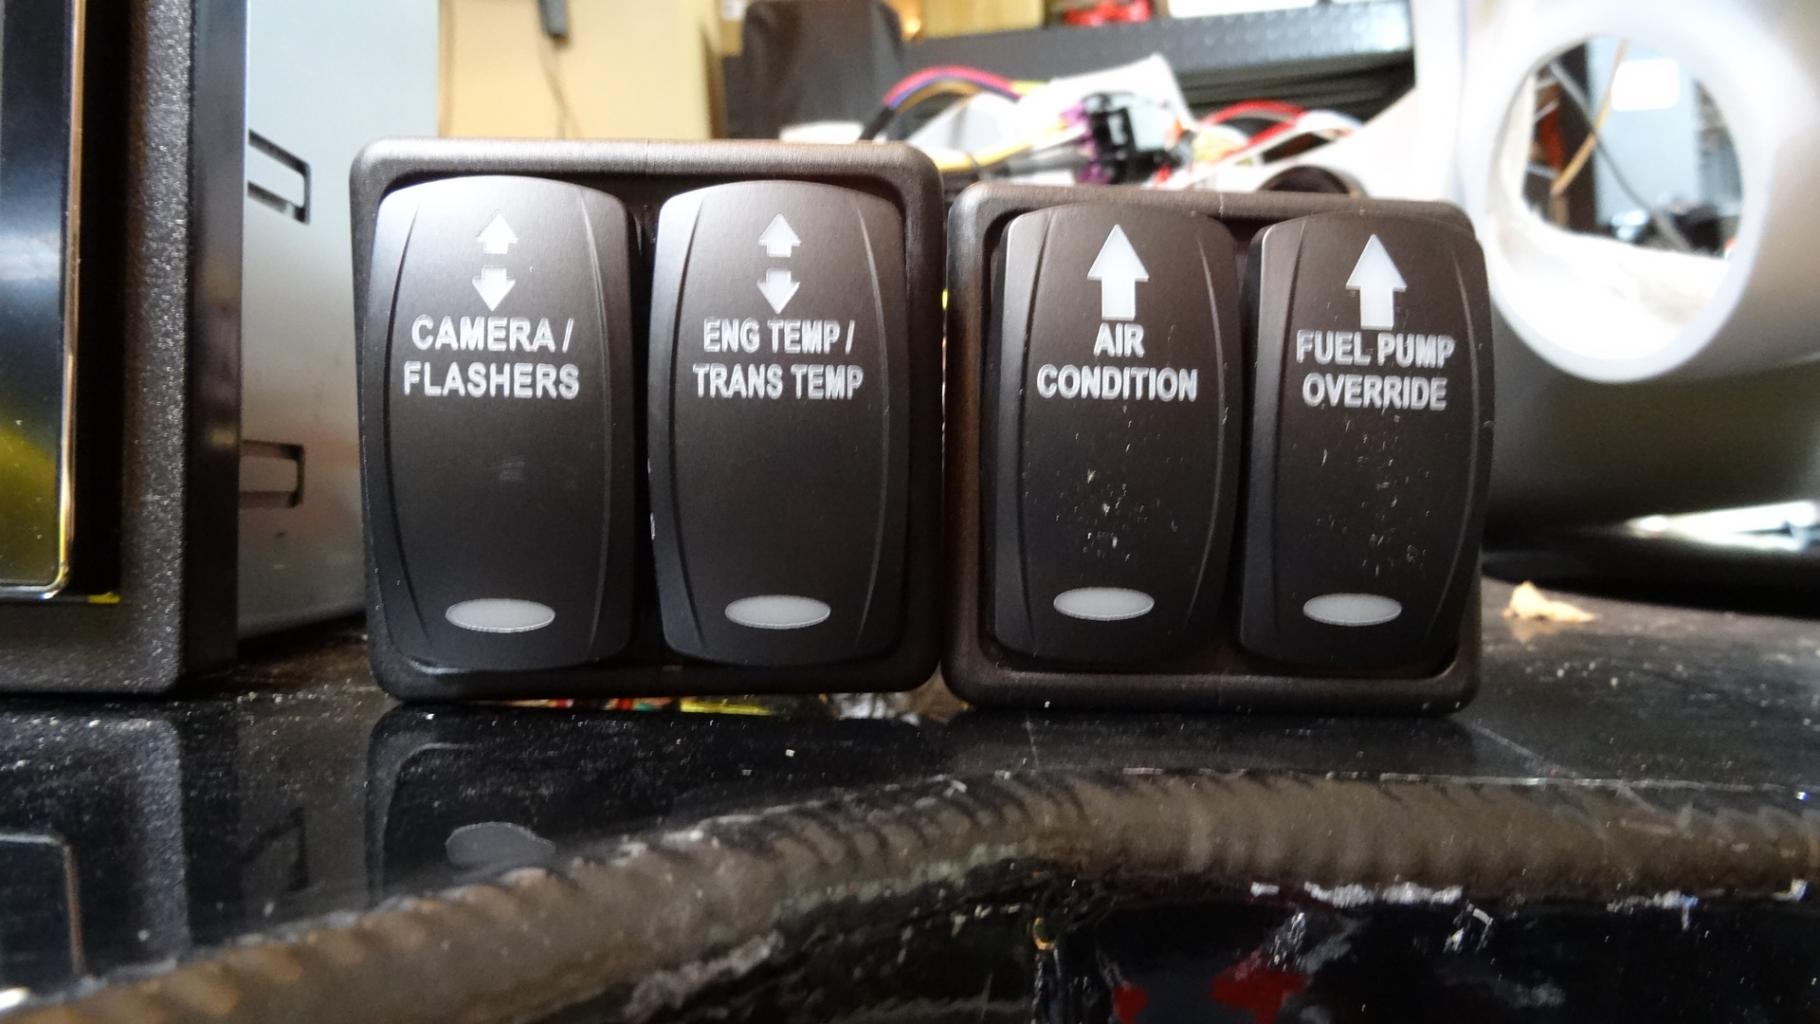 CAMERA /
FLASHERS
ENG TEMP /
TRANS TEMP
AIR
CONDITION
FUEL PUMP
OVERRIDE